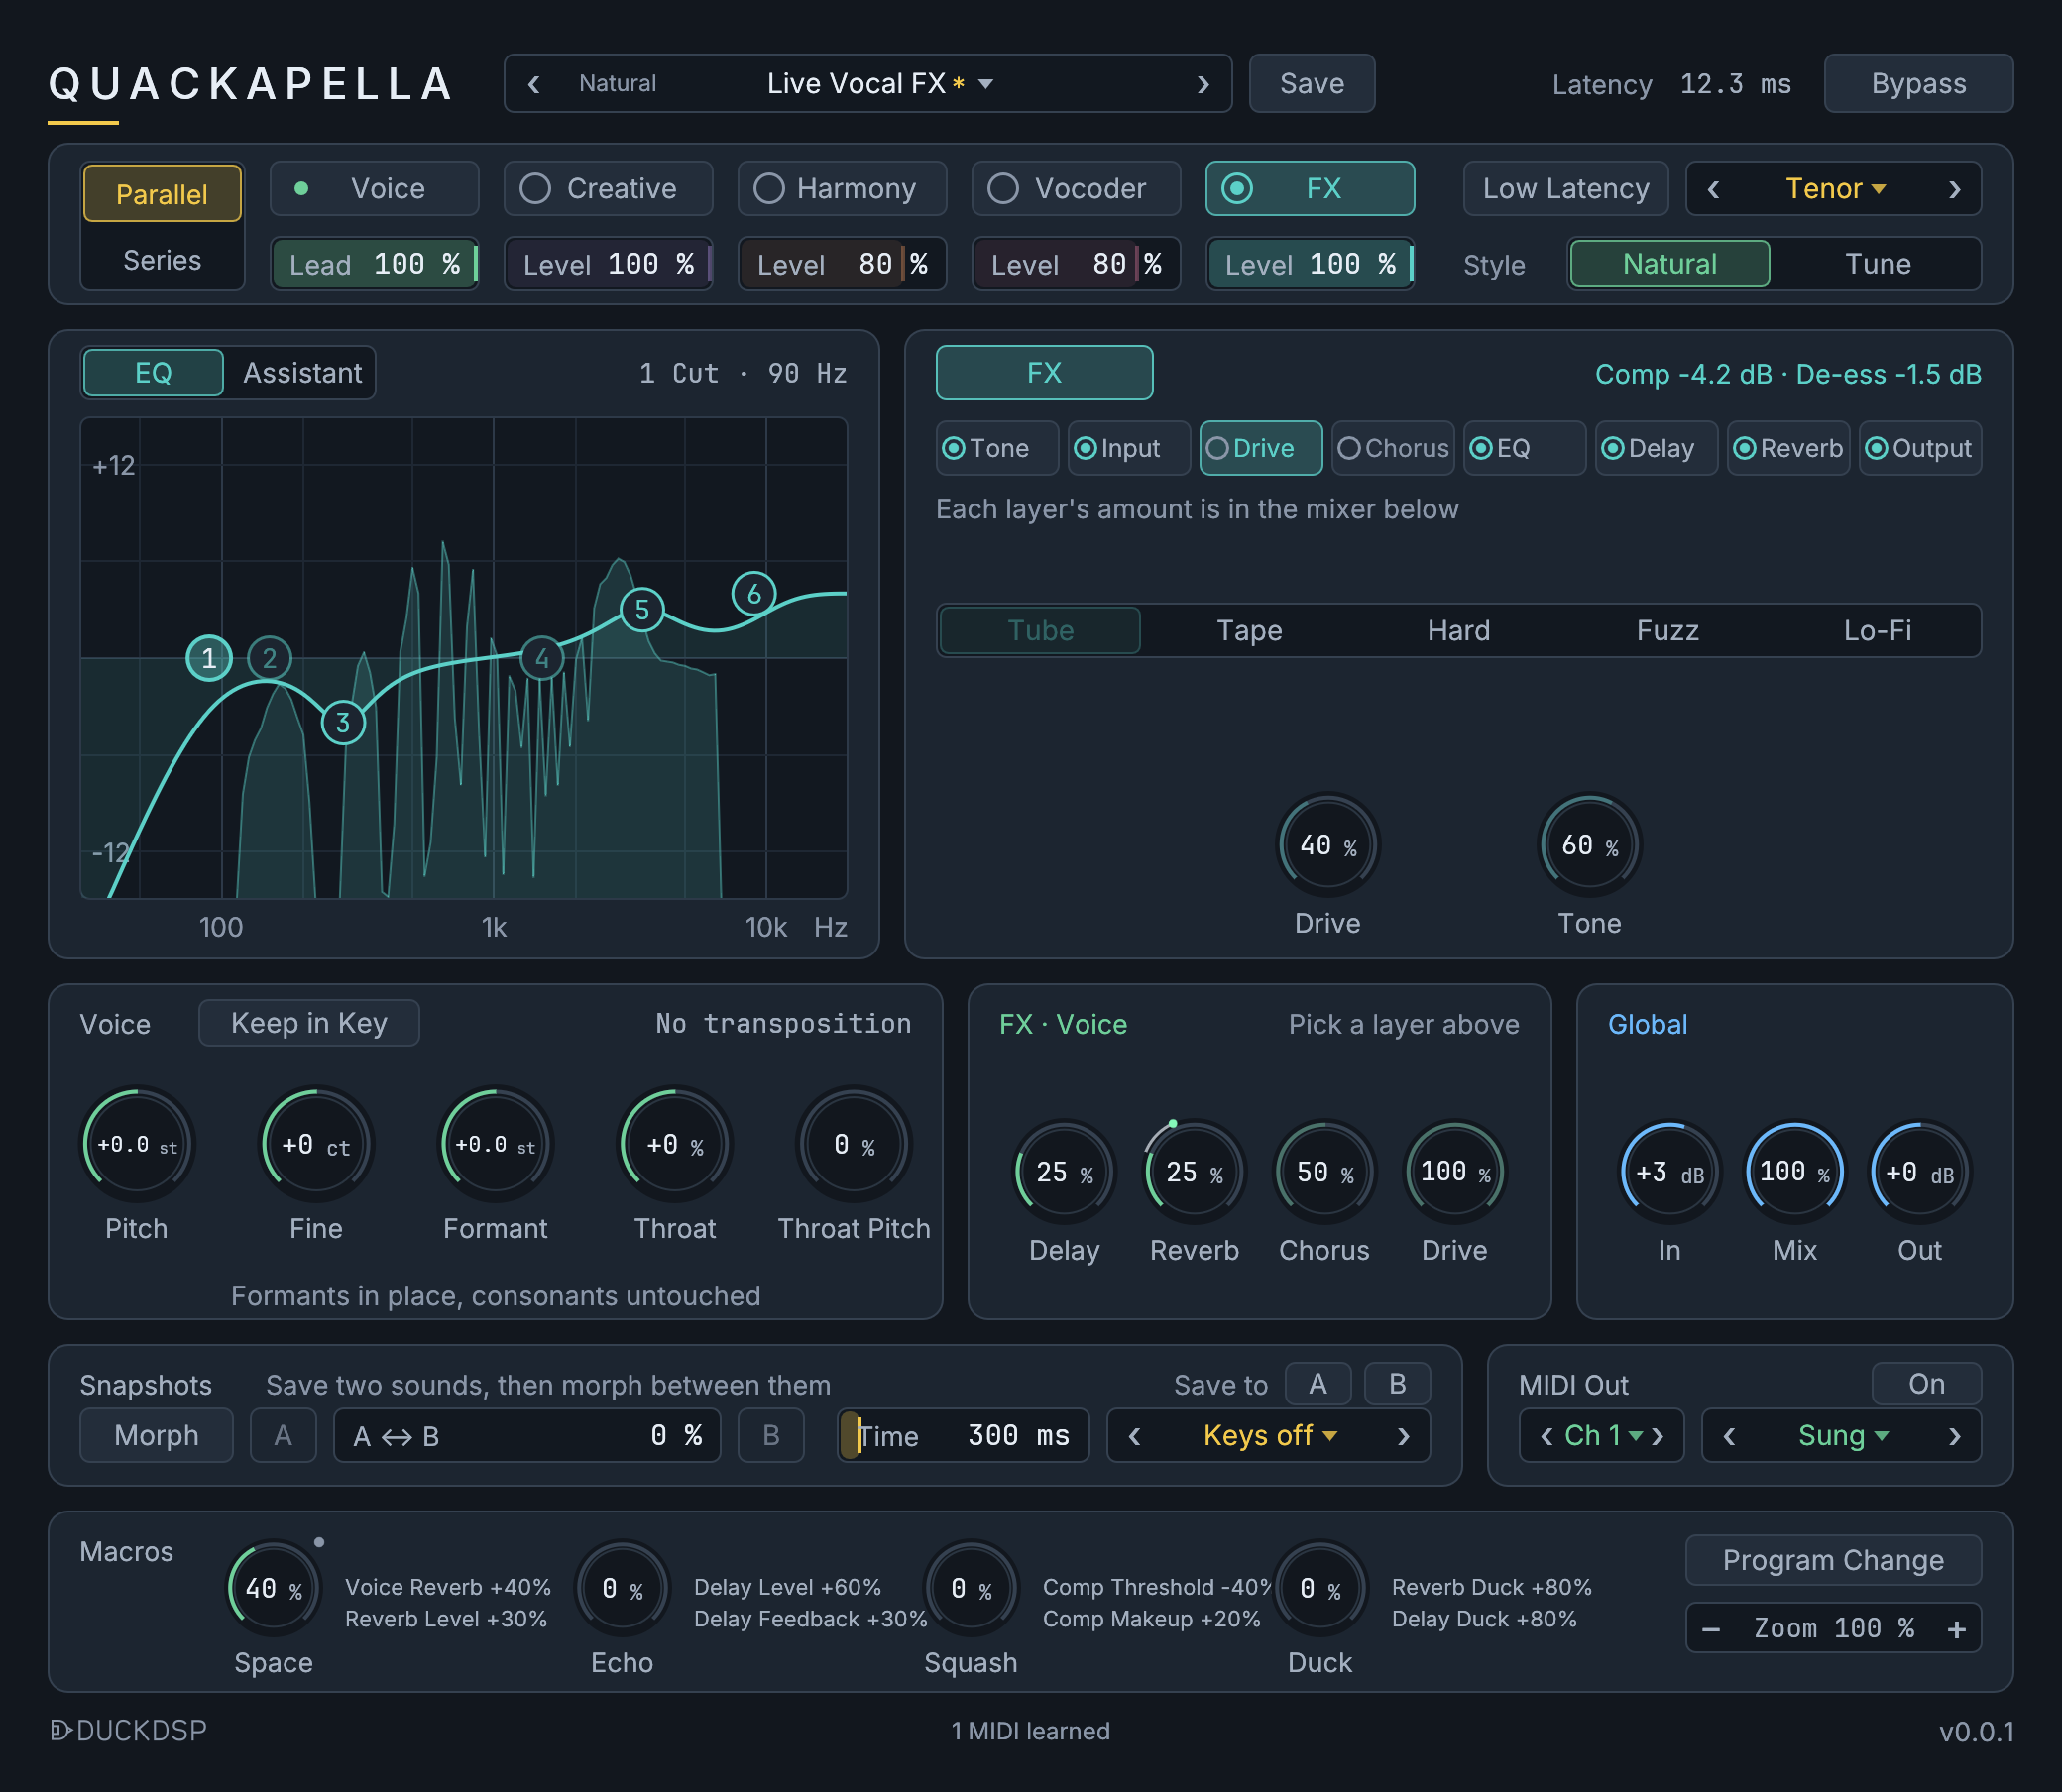 QUACKAPELLA
‹ Natural Live Vocal FX * ›
Save
Latency 12.3 ms
Bypass
Parallel
Voice
Creative
Harmony
Vocoder
FX
Low Latency
‹ Tenor ›
Series
Lead 100 %
Level 100 %
Level 80 %
Level 80 %
Level 100 %
Style
Natural
Tune
EQ
Assistant
1 Cut · 90 Hz
+12
-12
1
2
3
4
5
6
100
1k
10k
Hz
FX
Comp -4.2 dB · De-ess -1.5 dB
Tone
Input
Drive
Chorus
EQ
Delay
Reverb
Output
Each layer's amount is in the mixer below
Tube
Tape
Hard
Fuzz
Lo-Fi
40 %
60 %
Drive
Tone
Voice
Keep in Key
No transposition
+0.0 st
+0 ct
+0.0 st
+0 %
0 %
Pitch
Fine
Formant
Throat
Throat Pitch
Formants in place, consonants untouched
FX · Voice
Pick a layer above
25 %
25 %
50 %
100 %
Delay
Reverb
Chorus
Drive
Global
+3 dB
100 %
+0 dB
In
Mix
Out
Snapshots
Save two sounds, then morph between them
Save to
A
B
Morph
A
A ↔ B 0 %
B
Time 300 ms
‹ Keys off ›
MIDI Out
On
‹ Ch 1 ›
‹ Sung ›
Macros
40 %
Space
Voice Reverb +40%
Reverb Level +30%
0 %
Echo
Delay Level +60%
Delay Feedback +30%
0 %
Squash
Comp Threshold -40%
Comp Makeup +20%
0 %
Duck
Reverb Duck +80%
Delay Duck +80%
Program Change
− Zoom 100 % +
DUCKDSP
1 MIDI learned
v0.0.1